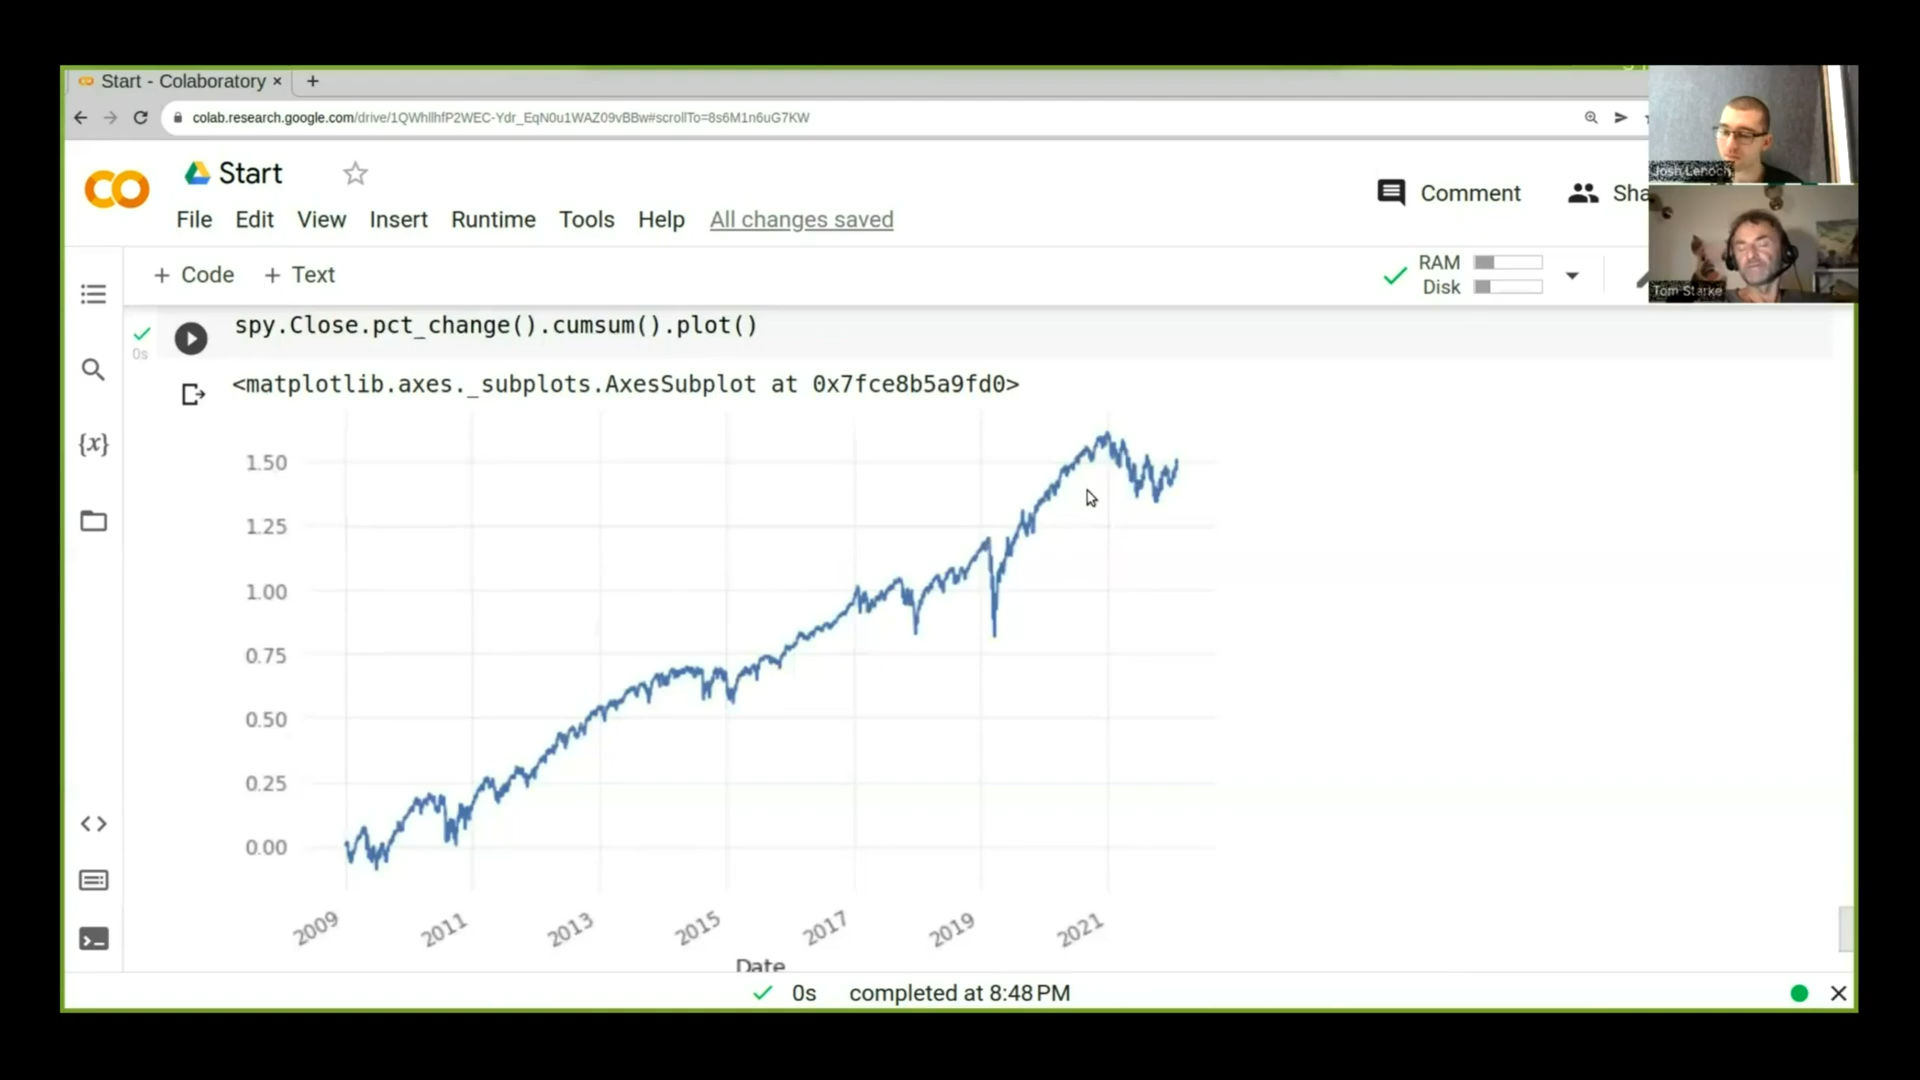 Start - Colaboratory × +
colab.research.google.com/drive/1QWhllhfP2WEC-Ydr_EqN0u1WAZ09vBBw#scrollTo=8s6M1n6uG7KW
CO Start
Comment Sha
File Edit View Insert Runtime Tools Help All changes saved
+ Code + Text
RAM
Disk
Josh Lenoch
Tom Starke
spy.Close.pct_change().cumsum().plot()
0s
<matplotlib.axes._subplots.AxesSubplot at 0x7fce8b5a9fd0>
{x}
1.50
1.25
1.00
0.75
0.50
0.25
0.00
2009 2011 2013 2015 2017 2019 2021
Date
0s completed at 8:48 PM